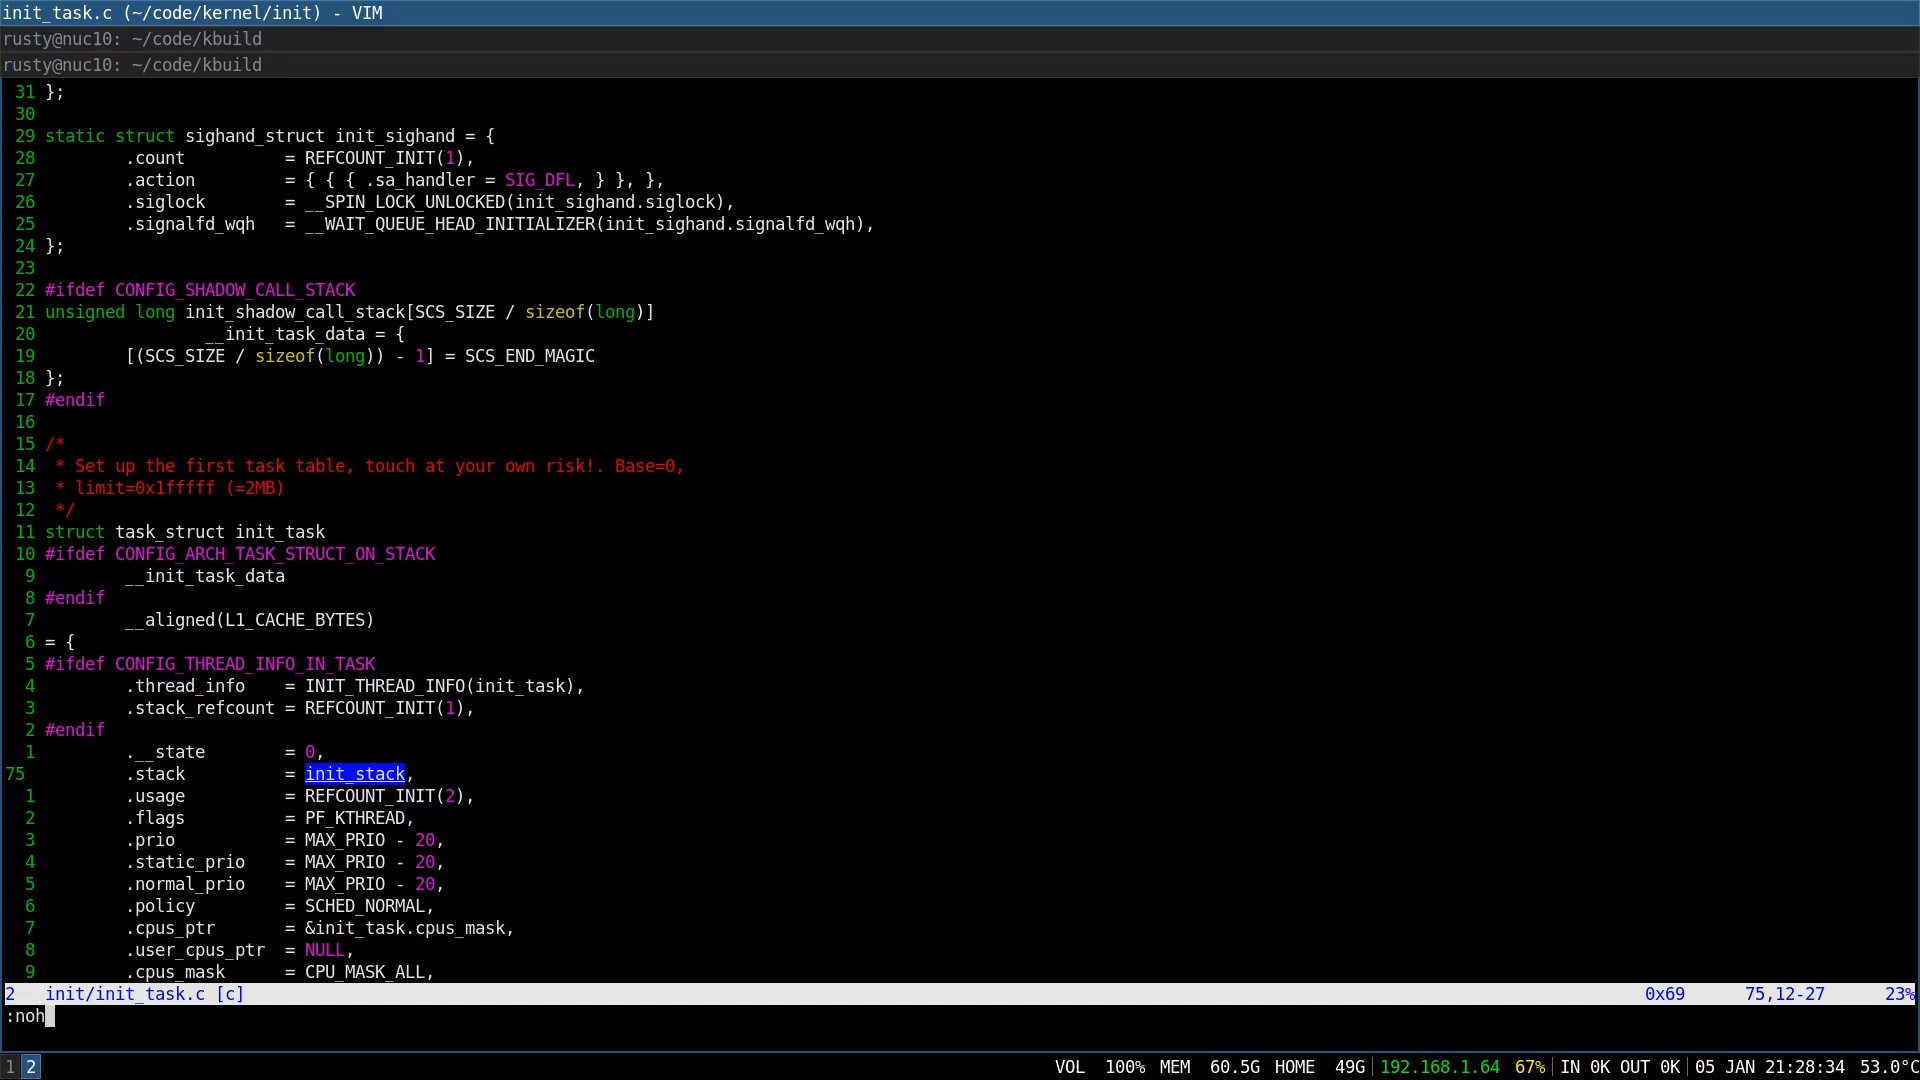 init_task.c (~/code/kernel/init) - VIM
rusty@nuc10: ~/code/kbuild
rusty@nuc10: ~/code/kbuild
31 };
30
29 static struct sighand_struct init_sighand = {
28         .count          = REFCOUNT_INIT(1),
27         .action         = { { { .sa_handler = SIG_DFL, } }, },
26         .siglock        = __SPIN_LOCK_UNLOCKED(init_sighand.siglock),
25         .signalfd_wqh   = __WAIT_QUEUE_HEAD_INITIALIZER(init_sighand.signalfd_wqh),
24 };
23
22 #ifdef CONFIG_SHADOW_CALL_STACK
21 unsigned long init_shadow_call_stack[SCS_SIZE / sizeof(long)]
20                 __init_task_data = {
19         [(SCS_SIZE / sizeof(long)) - 1] = SCS_END_MAGIC
18 };
17 #endif
16
15 /*
14  * Set up the first task table, touch at your own risk!. Base=0,
13  * limit=0x1fffff (=2MB)
12  */
11 struct task_struct init_task
10 #ifdef CONFIG_ARCH_TASK_STRUCT_ON_STACK
9         __init_task_data
8 #endif
7         __aligned(L1_CACHE_BYTES)
6 = {
5 #ifdef CONFIG_THREAD_INFO_IN_TASK
4         .thread_info    = INIT_THREAD_INFO(init_task),
3         .stack_refcount = REFCOUNT_INIT(1),
2 #endif
1         .__state        = 0,
75         .stack          = init_stack,
1         .usage          = REFCOUNT_INIT(2),
2         .flags          = PF_KTHREAD,
3         .prio           = MAX_PRIO - 20,
4         .static_prio    = MAX_PRIO - 20,
5         .normal_prio    = MAX_PRIO - 20,
6         .policy         = SCHED_NORMAL,
7         .cpus_ptr       = &init_task.cpus_mask,
8         .user_cpus_ptr  = NULL,
9         .cpus_mask      = CPU_MASK_ALL,
2   init/init_task.c [c]   0x69   75,12-27   23%
:noh
1 2   VOL 100% MEM 60.5G HOME 49G 192.168.1.64 67% IN 0K OUT 0K 05 JAN 21:28:34 53.0°C